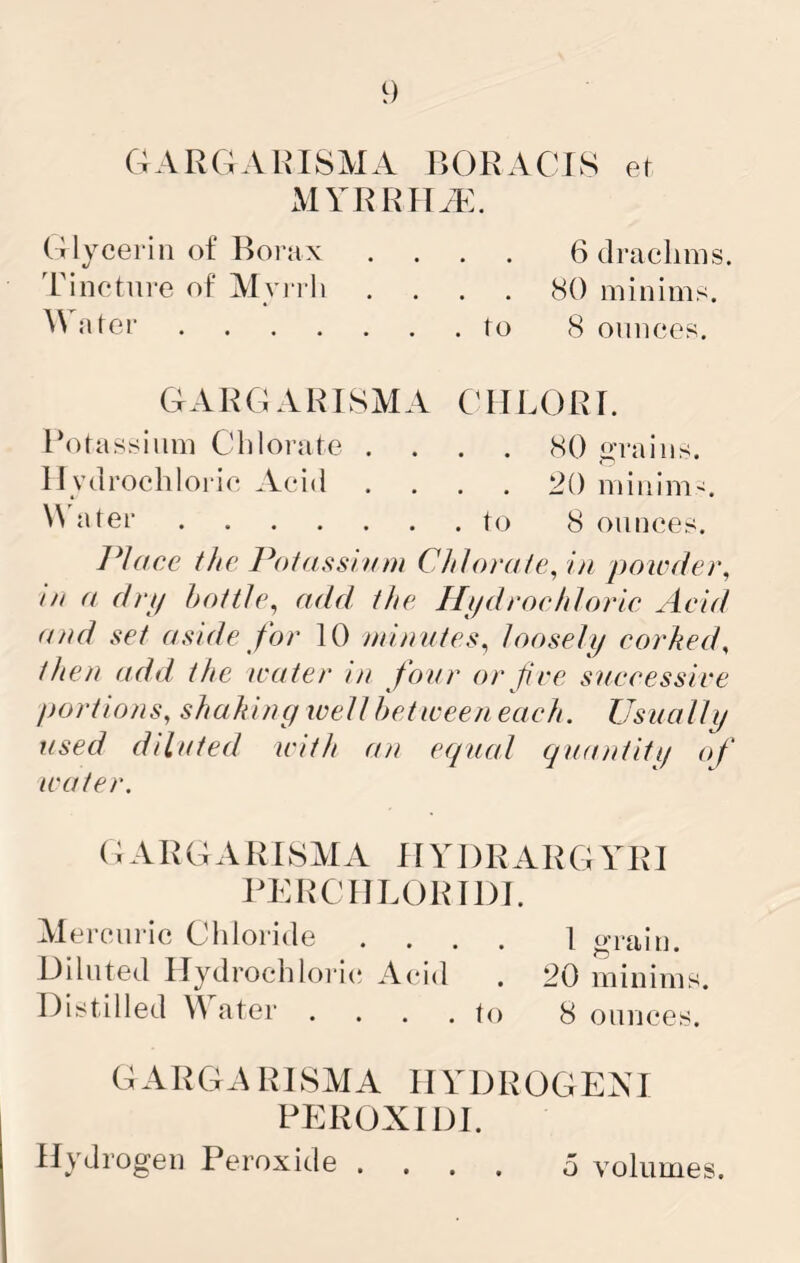 9
GARGARISMA BORACIS et
MYRRHÆ.
Glycerin of Borax . . . . 6 drachms.
Tincture of Myrrh . . . . 80 minims.
Water . . . . . . . to 8 ounces.
GARGARISMA CHLORI.
Potassium Chlorate . . . . 80 grains.
Hydrochloric Acid . . . . 20 minims.
Water . . . . . . . to 8 ounces.
Place the Potassium Chlorate, in powder,
in a dry bottle, add the Hydrochloric Acid
and set aside for 10 minutes, loosely corked,
then add the water in four or five successive
portions, shaking well between each. Usually
used diluted with an equal quantity of
water.
GARGARISMA HYDRARGYRI
PERCHLORIDI.
Mercuric Chloride . . . . 1 grain.
Diluted Hydrochloric Acid . 20 minims.
Distilled Water . . . . to 8 ounces.
GARGARISMA HYDROGENI
PEROXIDI.
Hydrogen Peroxide . . . . 5 volumes.